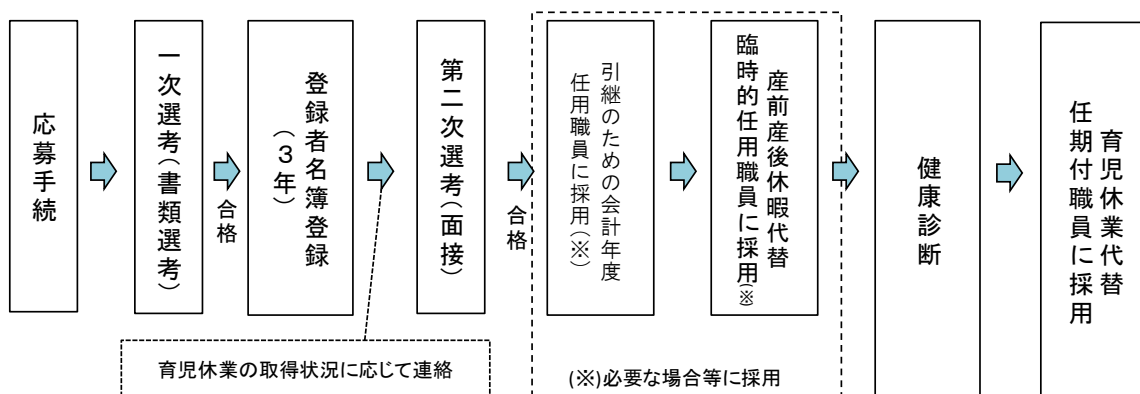 応募手続
一次選考（書類選考）
合格
登録者名簿登録
（３年）
第二次選考（面接）
合格
引継のための会計年度
任用職員に採用（※）
産前産後休暇代替
臨時的任用職員に採用（※）
健康診断
育児休業代替
任期付職員に採用
育児休業の取得状況に応じて連絡
(※)必要な場合等に採用